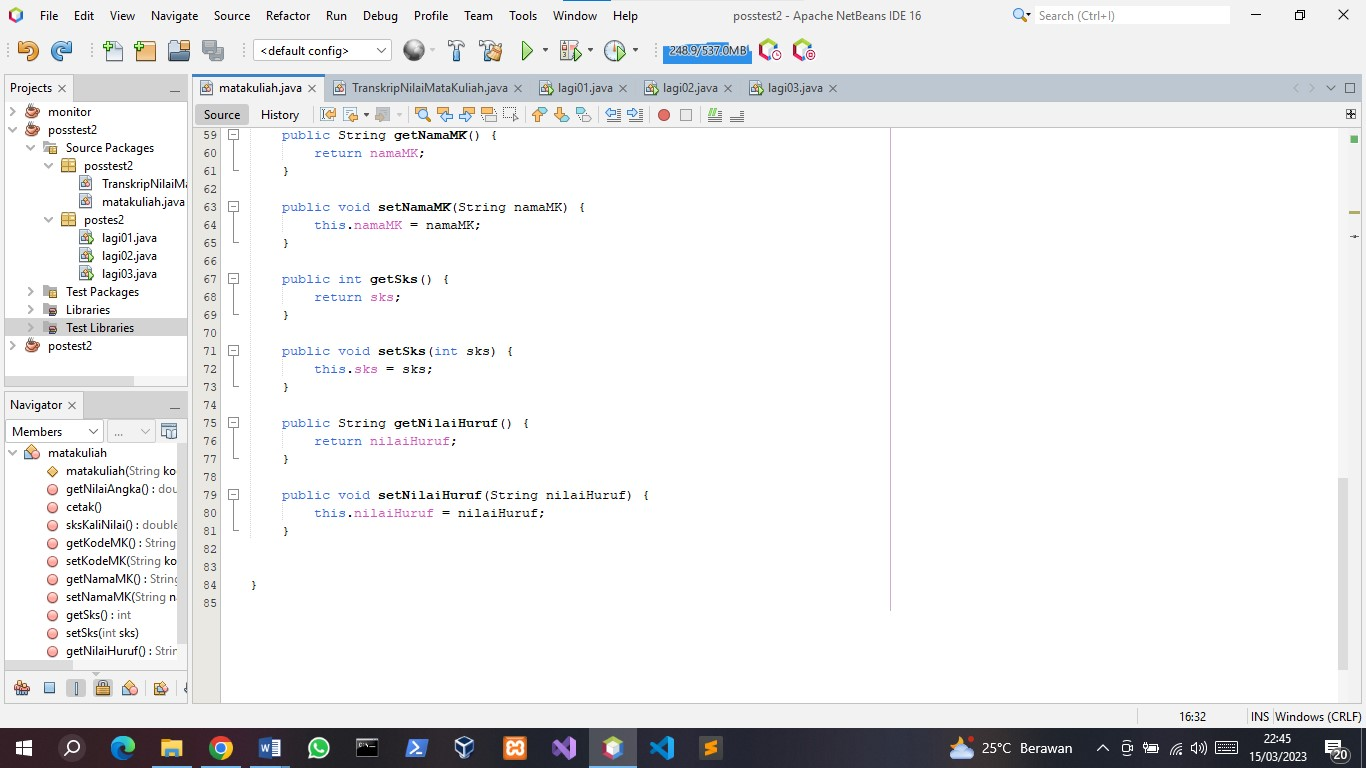 File Edit View Navigate Source Refactor Run Debug Profile Team Tools Window Help
posstest2 - Apache NetBeans IDE 16
Search (Ctrl+I)
<default config>
248.9/537.0MB
Projects
monitor
posstest2
Source Packages
posstest2
TranskripNilaiMa
matakuliah.java
postes2
lagi01.java
lagi02.java
lagi03.java
Test Packages
Libraries
Test Libraries
postest2
Navigator
Members
...
matakuliah
matakuliah(String ko
getNilaiAngka() : dou
cetak()
sksKaliNilai() : double
getKodeMK() : String
setKodeMK(String ko
getNamaMK() : String
setNamaMK(String n
getSks() : int
setSks(int sks)
getNilaiHuruf() : Strin
matakuliah.java TranskripNilaiMataKuliah.java lagi01.java lagi02.java lagi03.java
Source History
59 public String getNamaMK() {
60 return namaMK;
61 }
62
63 public void setNamaMK(String namaMK) {
64 this.namaMK = namaMK;
65 }
66
67 public int getSks() {
68 return sks;
69 }
70
71 public void setSks(int sks) {
72 this.sks = sks;
73 }
74
75 public String getNilaiHuruf() {
76 return nilaiHuruf;
77 }
78
79 public void setNilaiHuruf(String nilaiHuruf) {
80 this.nilaiHuruf = nilaiHuruf;
81 }
82
83
84 }
85
16:32 INS Windows (CRLF)
25°C Berawan
22:45
15/03/2023
20